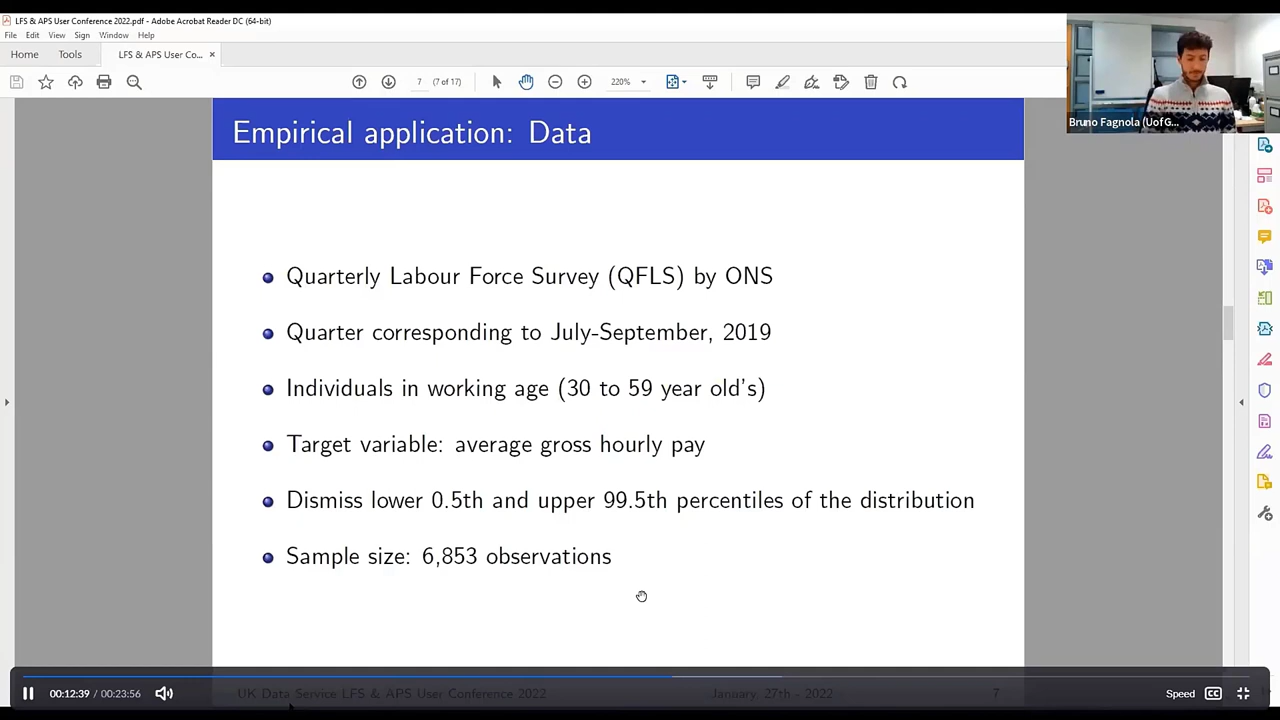 LFS & APS User Conference 2022.pdf - Adobe Acrobat Reader DC (64-bit)
File Edit View Sign Window Help
Home Tools LFS & APS User Co... ×
7 (7 of 17) 220%
Bruno Fagnola (UofG...
Empirical application: Data
Quarterly Labour Force Survey (QFLS) by ONS
Quarter corresponding to July-September, 2019
Individuals in working age (30 to 59 year old's)
Target variable: average gross hourly pay
Dismiss lower 0.5th and upper 99.5th percentiles of the distribution
Sample size: 6,853 observations
00:12:39 / 00:23:56 UK Data Service LFS & APS User Conference 2022 January, 27th - 2022 7 Speed CC